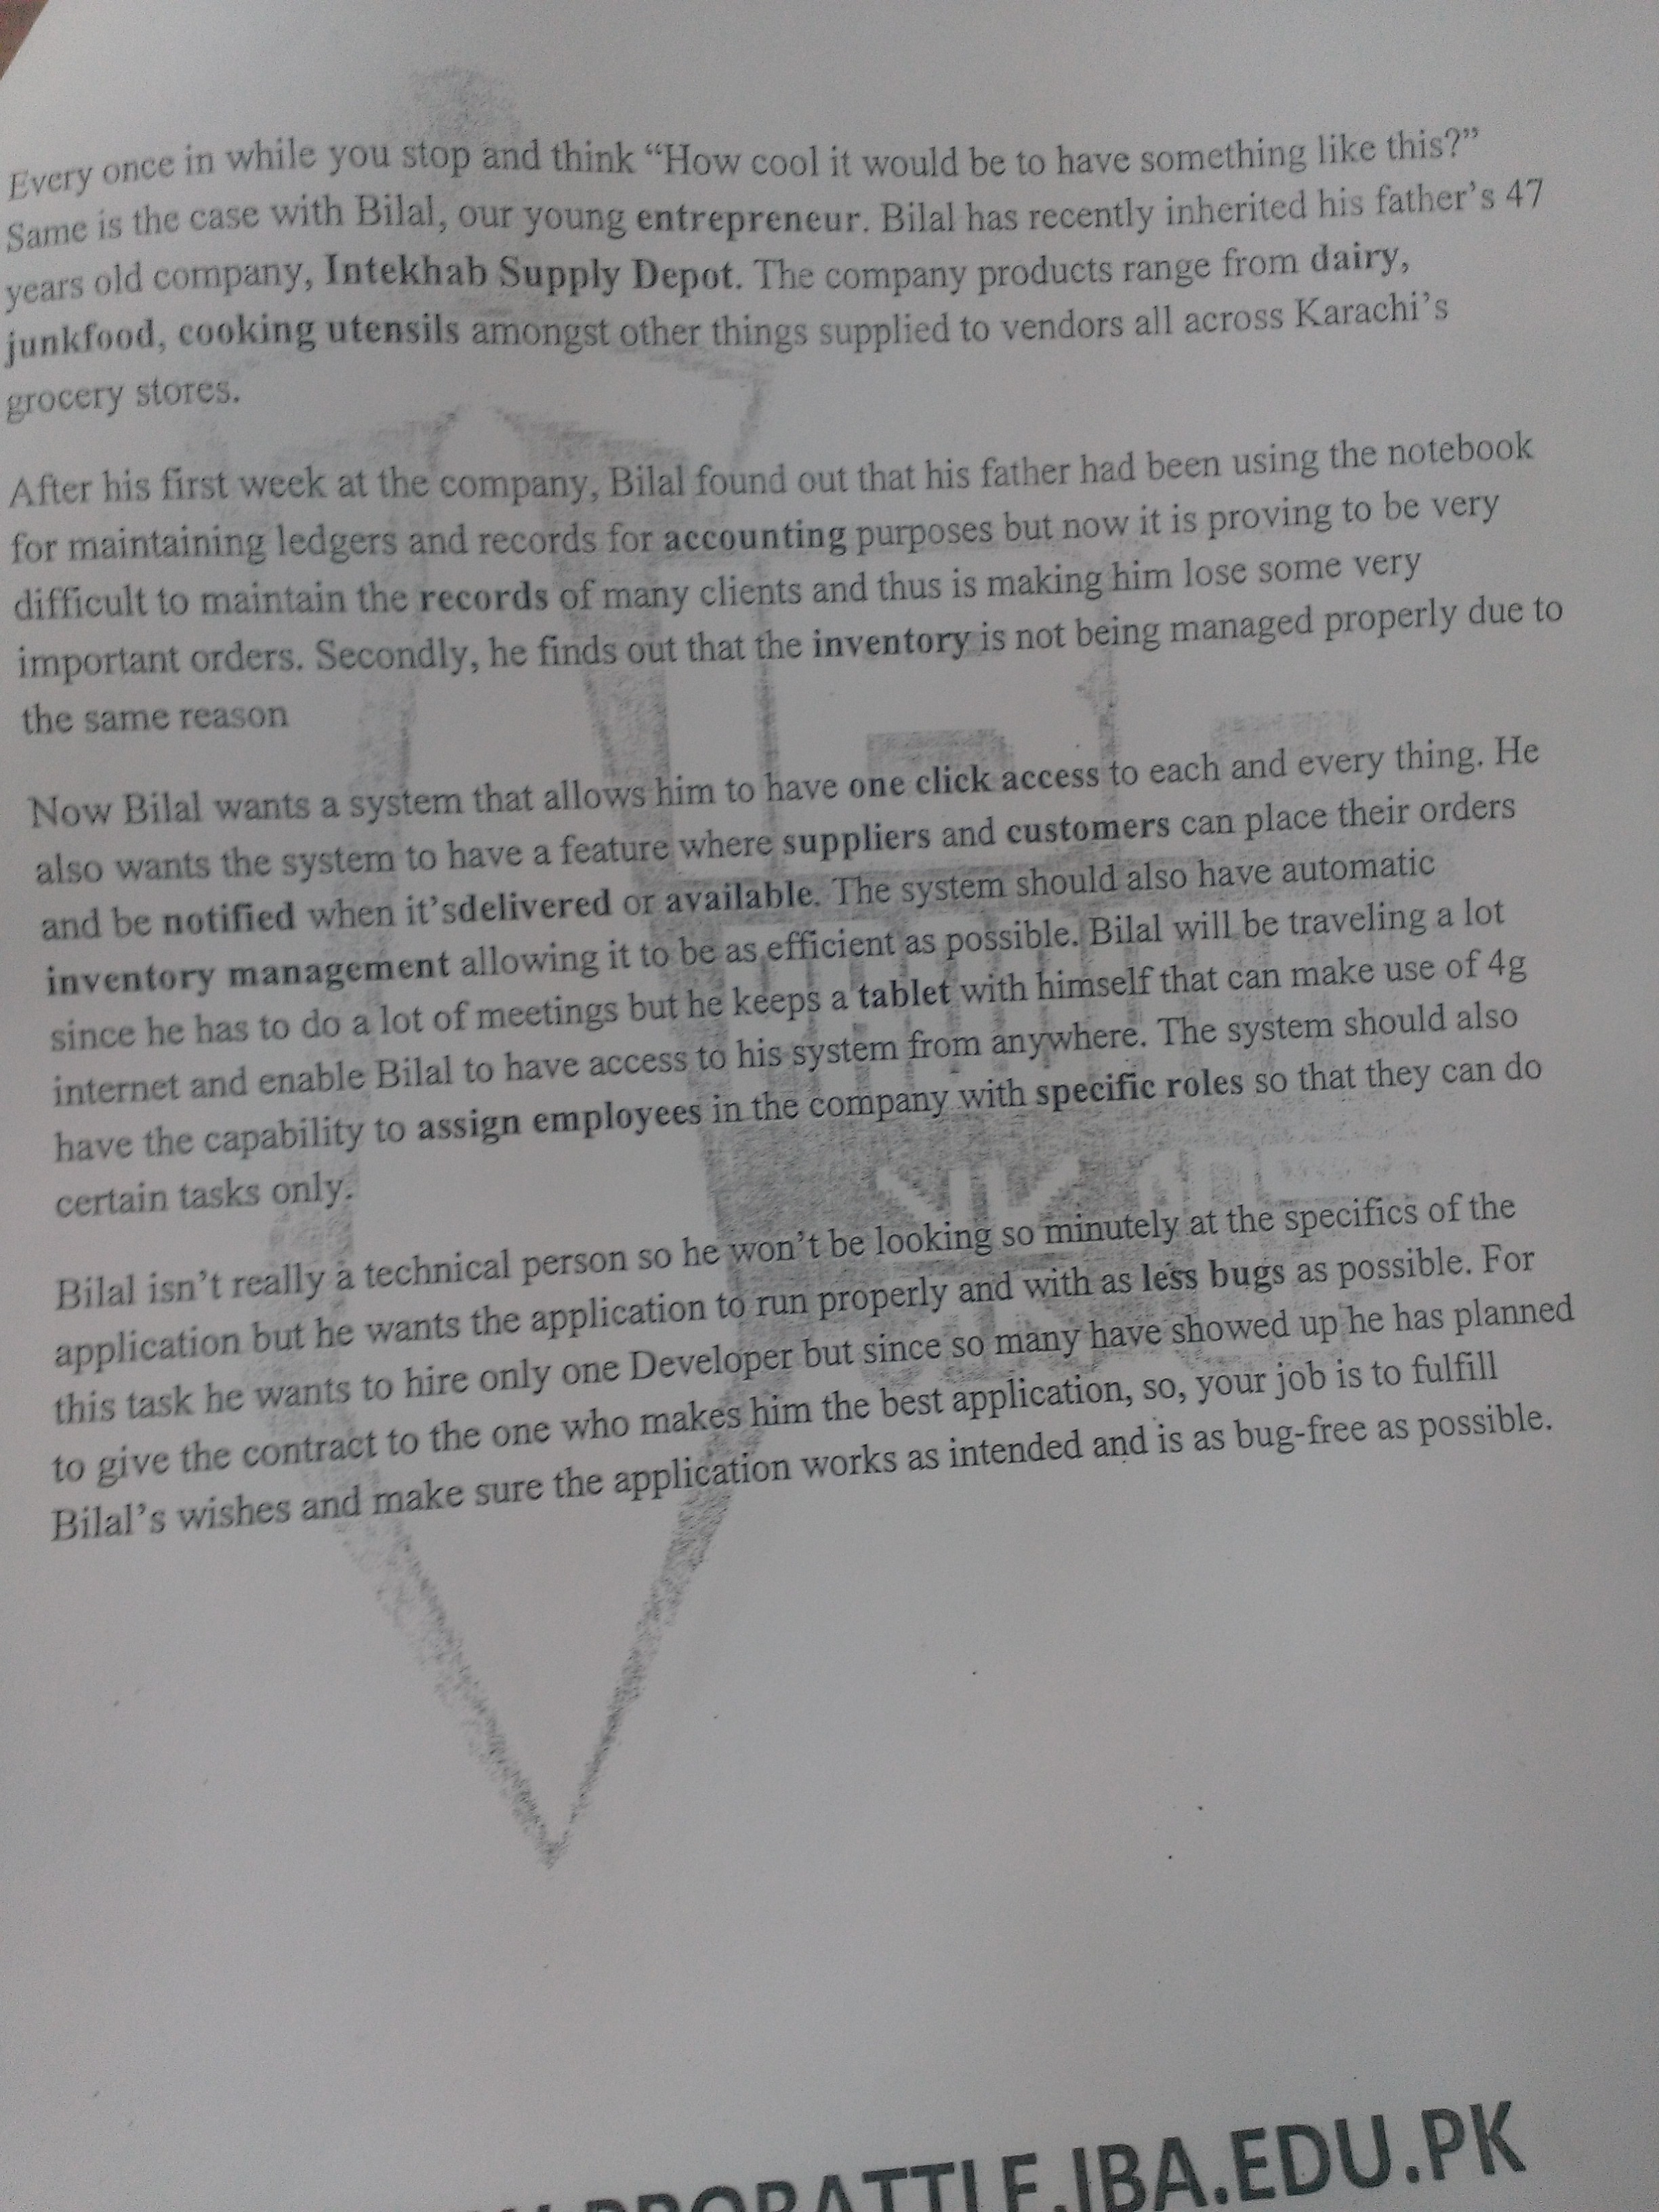 Every once in while you stop and think “How cool it would be to have something like this?”
Same is the case with Bilal, our young entrepreneur. Bilal has recently inherited his father’s 47
years old company, Intekhab Supply Depot. The company products range from dairy,
junkfood, cooking utensils amongst other things supplied to vendors all across Karachi’s
grocery stores.
After his first week at the company, Bilal found out that his father had been using the notebook
for maintaining ledgers and records for accounting purposes but now it is proving to be very
difficult to maintain the records of many clients and thus is making him lose some very
important orders. Secondly, he finds out that the inventory is not being managed properly due to
the same reason
Now Bilal wants a system that allows him to have one click access to each and every thing. He
also wants the system to have a feature where suppliers and customers can place their orders
and be notified when it’sdelivered or available. The system should also have automatic
inventory management allowing it to be as efficient as possible. Bilal will be traveling a lot
since he has to do a lot of meetings but he keeps a tablet with himself that can make use of 4g
internet and enable Bilal to have access to his system from anywhere. The system should also
have the capability to assign employees in the company with specific roles so that they can do
certain tasks only.
Bilal isn’t really a technical person so he won’t be looking so minutely at the specifics of the
application but he wants the application to run properly and with as less bugs as possible. For
this task he wants to hire only one Developer but since so many have showed up he has planned
to give the contract to the one who makes him the best application, so, your job is to fulfill
Bilal’s wishes and make sure the application works as intended and is as bug-free as possible.
PROBATTLE.IBA.EDU.PK